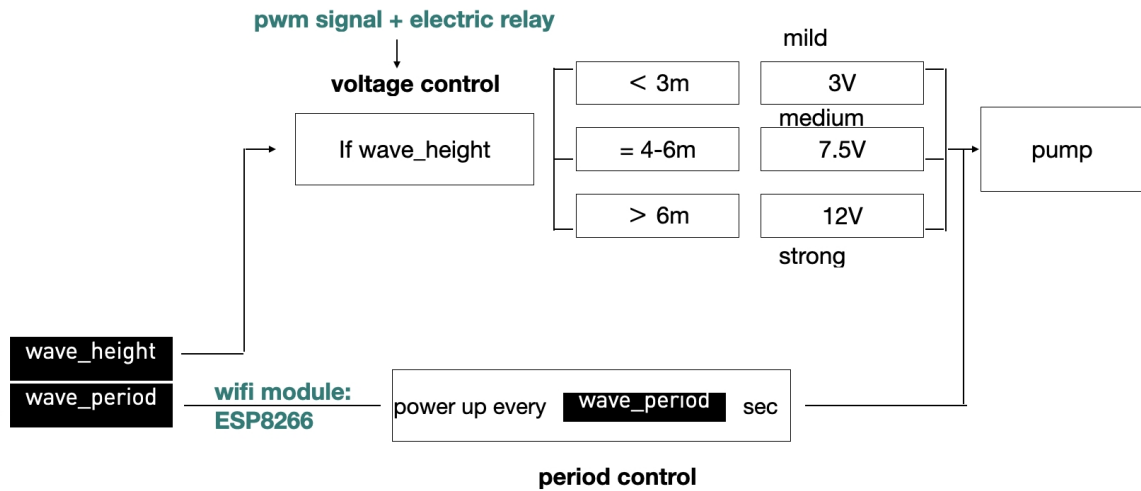 pwm signal + electric relay
mild
voltage control
< 3m
3V
medium
If wave_height
= 4-6m
7.5V
pump
> 6m
12V
strong
wave_height
wave_period
wifi module:
ESP8266
power up every
wave_period
sec
period control